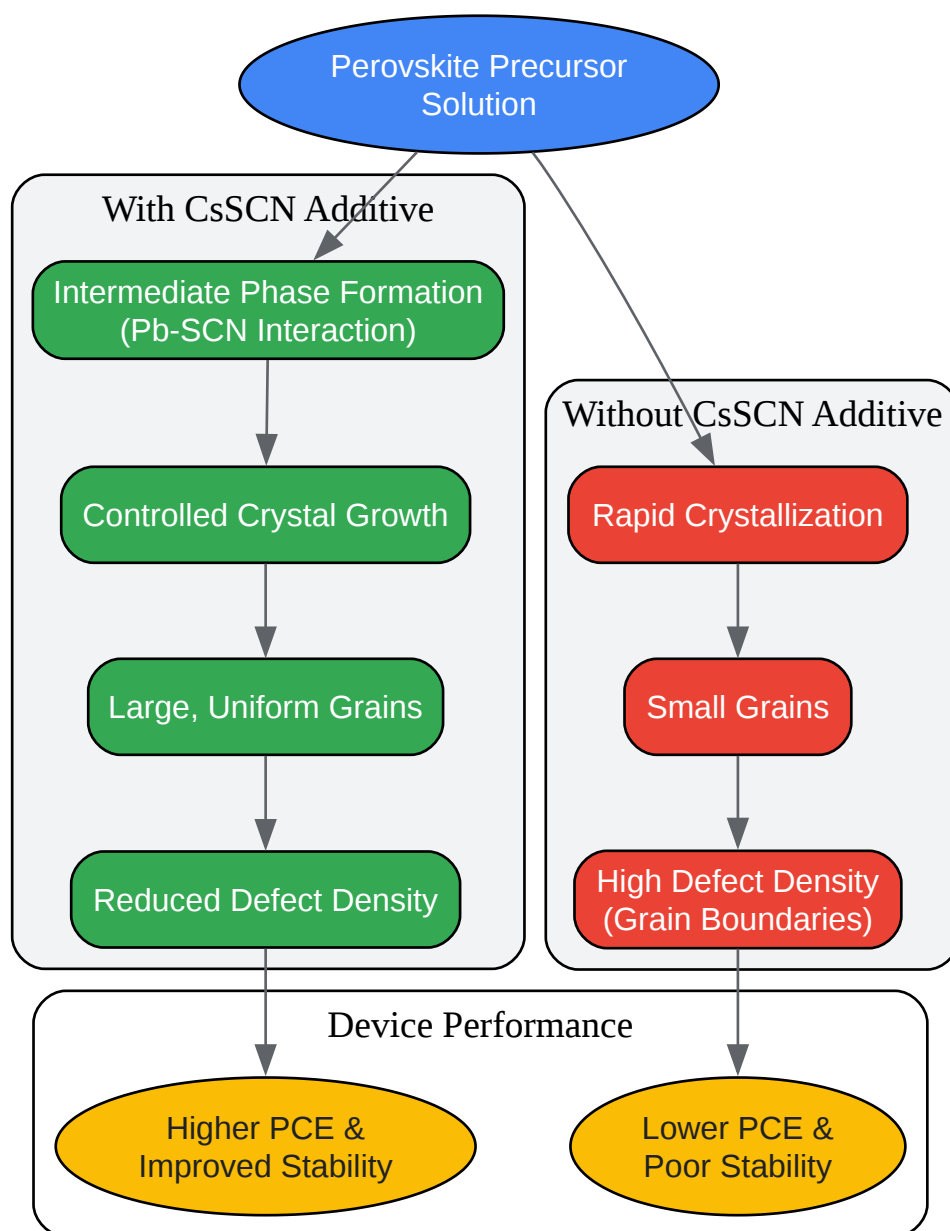 Perovskite Precursor
Solution
With CsSCN Additive
Intermediate Phase Formation
(Pb-SCN Interaction)
Controlled Crystal Growth
Large, Uniform Grains
Reduced Defect Density
Without CsSCN Additive
Rapid Crystallization
Small Grains
High Defect Density
(Grain Boundaries)
Device Performance
Higher PCE &
Improved Stability
Lower PCE &
Poor Stability